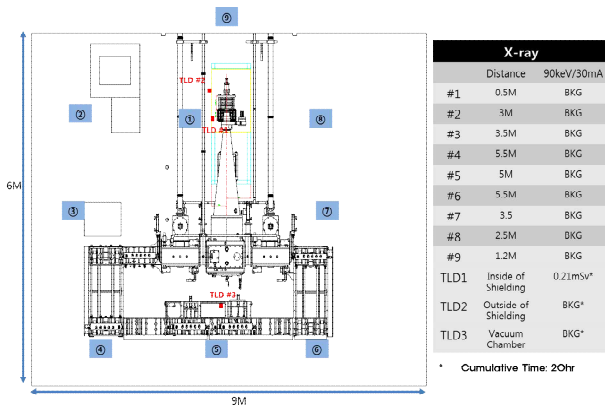 ⑨
TLD #2
①
②
⑧
TLD #1
6M
③
⑦
TLD #3
④
⑤
⑥
9M
X-ray
Distance 90keV/30mA
#1 0.5M BKG
#2 3M BKG
#3 3.5M BKG
#4 5.5M BKG
#5 5M BKG
#6 5.5M BKG
#7 3.5 BKG
#8 2.5M BKG
#9 1.2M BKG
TLD1 Inside of Shielding 0.21mSv*
TLD2 Outside of Shielding BKG*
TLD3 Vacuum Chamber BKG*
* Cumulative Time: 20hr